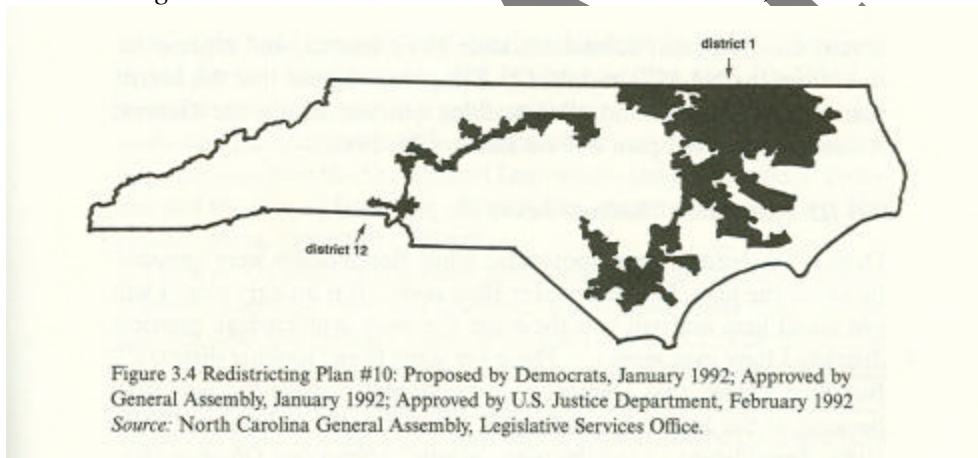 district 1
district 12
Figure 3.4 Redistricting Plan #10: Proposed by Democrats, January 1992; Approved by
General Assembly, January 1992; Approved by U.S. Justice Department, February 1992
Source: North Carolina General Assembly, Legislative Services Office.